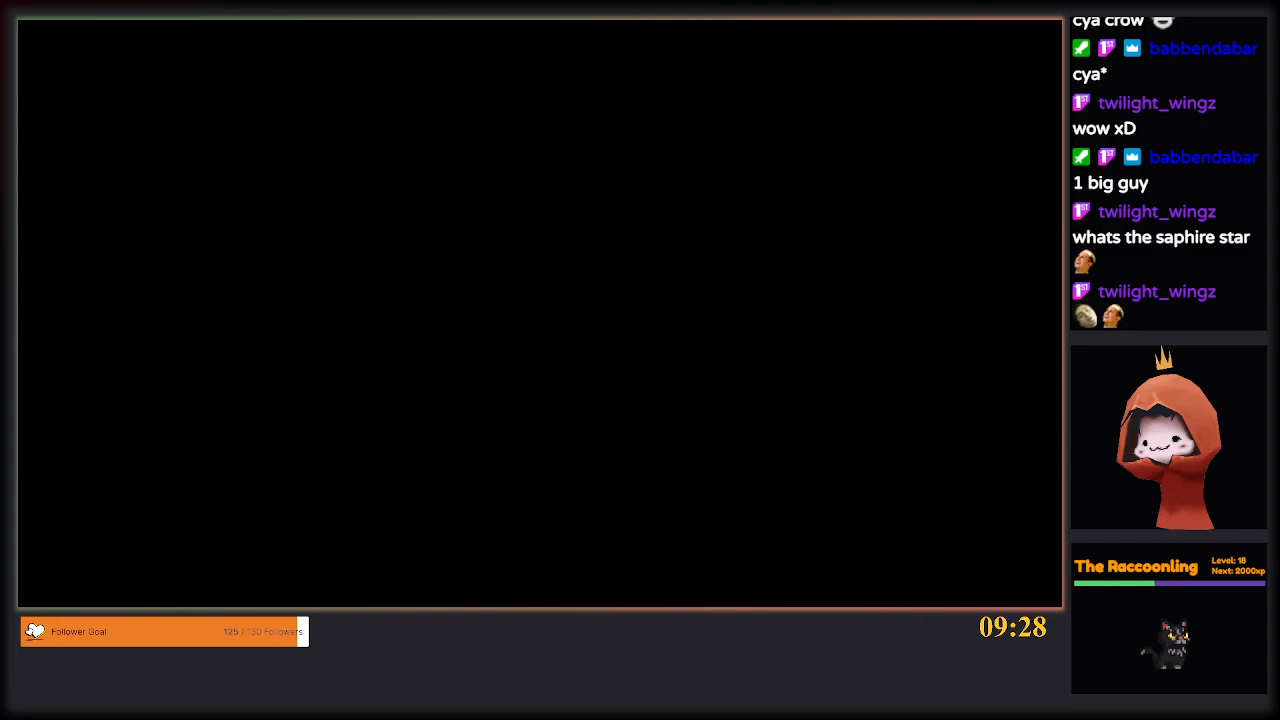 cya crow
babbendabar
cya*
twilight_wingz
wow xD
babbendabar
1 big guy
twilight_wingz
whats the saphire star
twilight_wingz
The Raccoonling
Level: 18
Next: 2000xp
Follower Goal
125 / 130 Followers
09:28